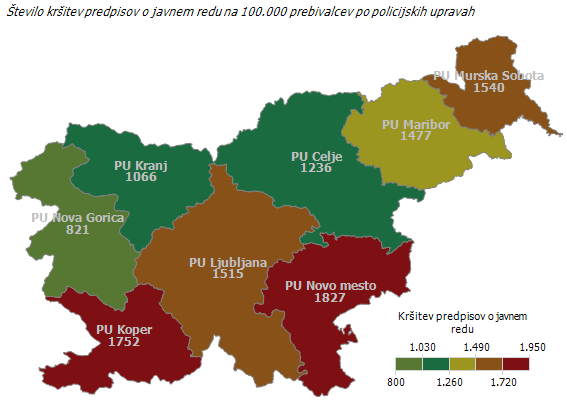 Število kršitev predpisov o javnem redu na 100.000 prebivalcev po policijskih upravah
PU Murska Sobota
1540
PU Maribor
1477
PU Celje
1236
PU Kranj
1066
PU Nova Gorica
821
PU Ljubljana
1515
PU Novo mesto
1827
PU Koper
1752
Kršitev predpisov o javnem
redu
1.030 1.490 1.950
800 1.260 1.720